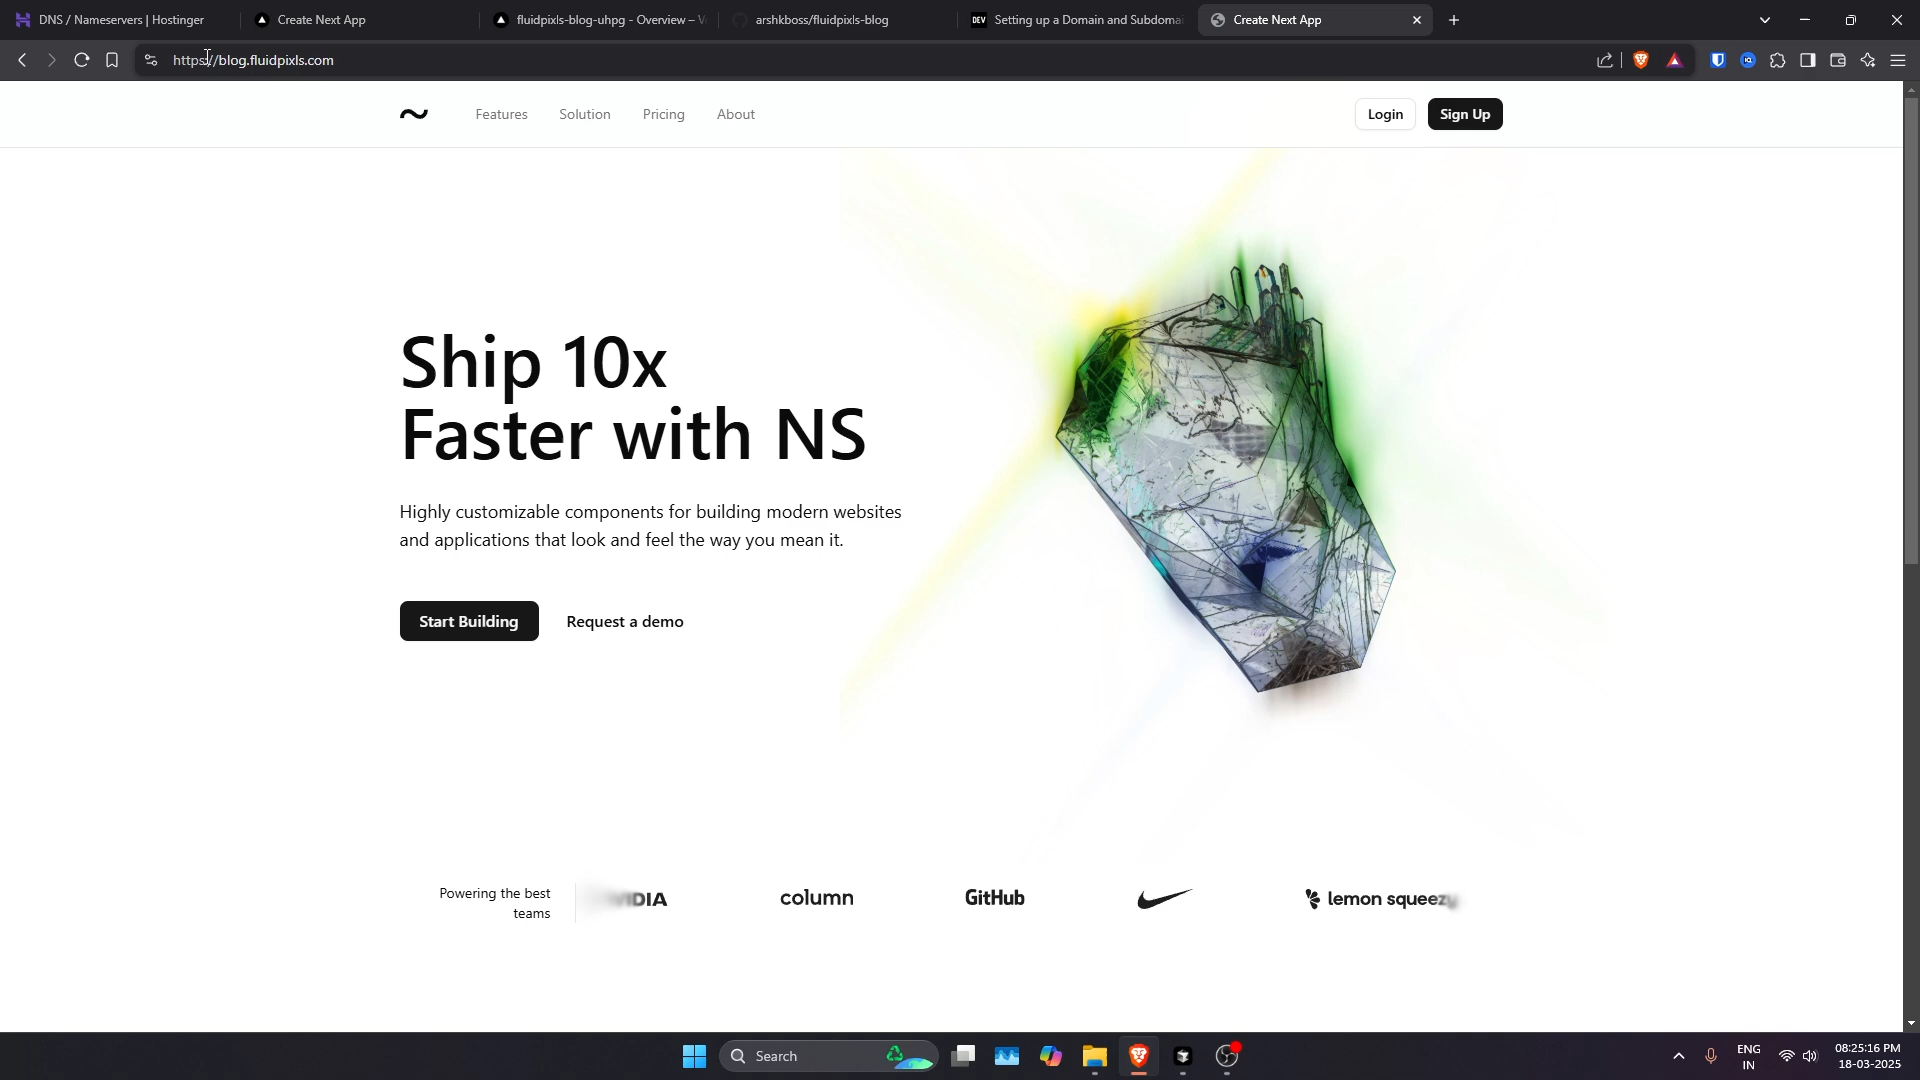 DNS / Nameservers | Hostinger
Create Next App
fluidpixls-blog-uhpg - Overview –
arshkboss/fluidpixls-blog
Setting up a Domain and Subdomai
Create Next App
https://blog.fluidpixls.com
Features
Solution
Pricing
About
Login
Sign Up
Ship 10x
Faster with NS
Highly customizable components for building modern websites
and applications that look and feel the way you mean it.
Start Building
Request a demo
Powering the best
teams
VIDIA
column
GitHub
lemon squeezy
Search
ENG
IN
08:25:16 PM
18-03-2025